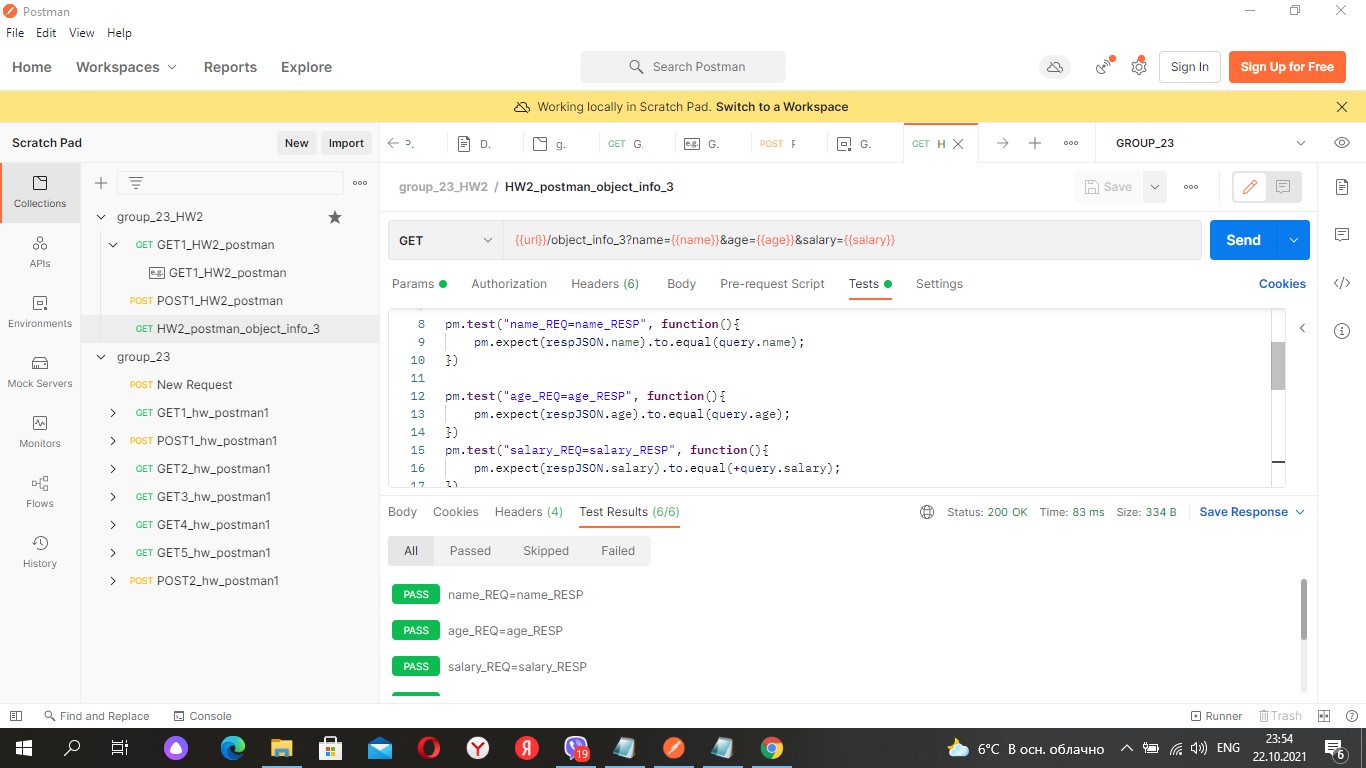 Postman
File Edit View Help
Home Workspaces Reports Explore Search Postman Sign In Sign Up for Free
Working locally in Scratch Pad. Switch to a Workspace
Scratch Pad New Import P. D. g. GET G. e.g. G. POST F G. GET H GROUP_23
Collections
APIs
Environments
Mock Servers
Monitors
Flows
History
group_23_HW2
GET GET1_HW2_postman
e.g. GET1_HW2_postman
POST POST1_HW2_postman
GET HW2_postman_object_info_3
group_23
POST New Request
GET GET1_hw_postman1
POST POST1_hw_postman1
GET GET2_hw_postman1
GET GET3_hw_postman1
GET GET4_hw_postman1
GET GET5_hw_postman1
POST POST2_hw_postman1
group_23_HW2 / HW2_postman_object_info_3 Save
GET {{url}}/object_info_3?name={{name}}&age={{age}}&salary={{salary}} Send
Params Authorization Headers (6) Body Pre-request Script Tests Settings Cookies
8 pm.test("name_REQ=name_RESP", function(){
9 pm.expect(respJSON.name).to.equal(query.name);
10 })
11
12 pm.test("age_REQ=age_RESP", function(){
13 pm.expect(respJSON.age).to.equal(query.age);
14 })
15 pm.test("salary_REQ=salary_RESP", function(){
16 pm.expect(respJSON.salary).to.equal(+query.salary);
17 })
Body Cookies Headers (4) Test Results (6/6) Status: 200 OK Time: 83 ms Size: 334 B Save Response
All Passed Skipped Failed
PASS name_REQ=name_RESP
PASS age_REQ=age_RESP
PASS salary_REQ=salary_RESP
Find and Replace Console Runner Trash
19 6°C В осн. облачно ENG 23:54
22.10.2021 6